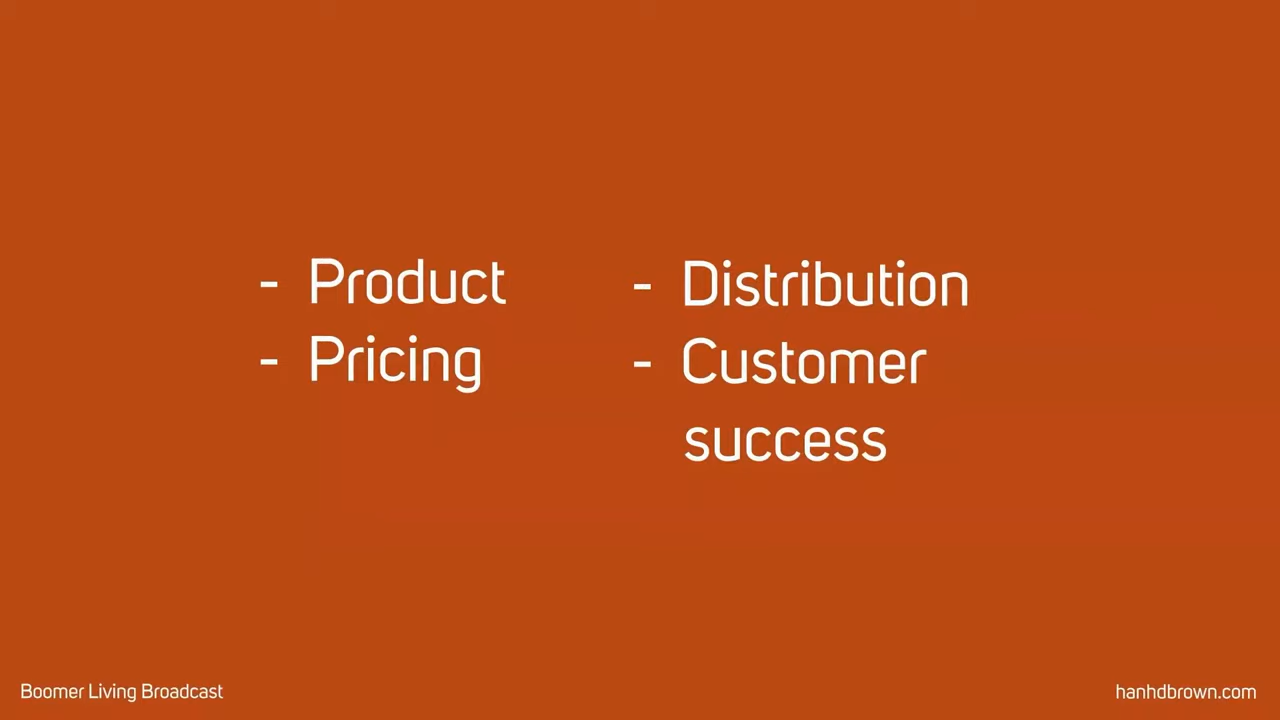 - Product
- Pricing
- Distribution
- Customer
success
Boomer Living Broadcast
hanhdbrown.com